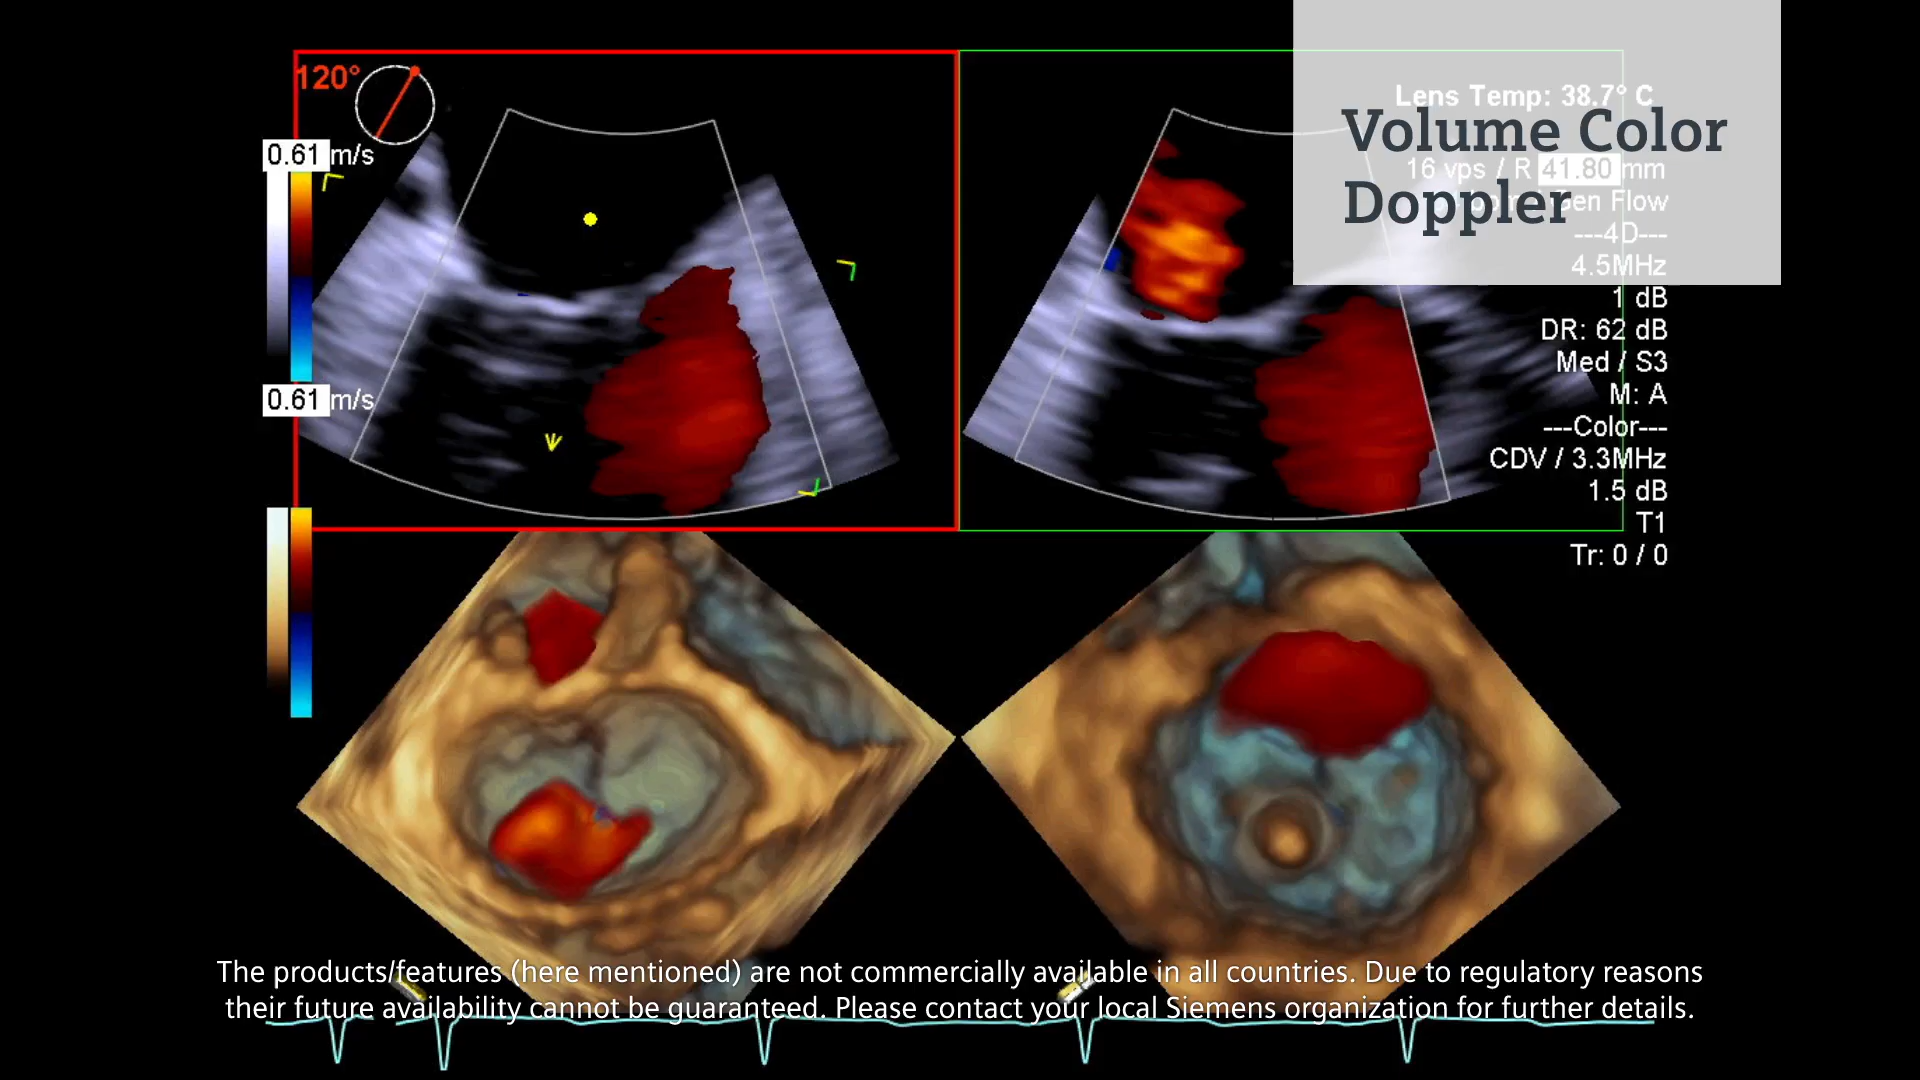 120°
0.61 m/s
0.61 m/s
Volume Color
Doppler
Lens Temp: 38.7° C
16 vps / R 41.80 mm
Gen Flow
---4D---
4.5MHz
1 dB
DR: 62 dB
Med / S3
M: A
---Color---
CDV / 3.3MHz
1.5 dB
T1
Tr: 0 / 0
The products/features (here mentioned) are not commercially available in all countries. Due to regulatory reasons
their future availability cannot be guaranteed. Please contact your local Siemens organization for further details.